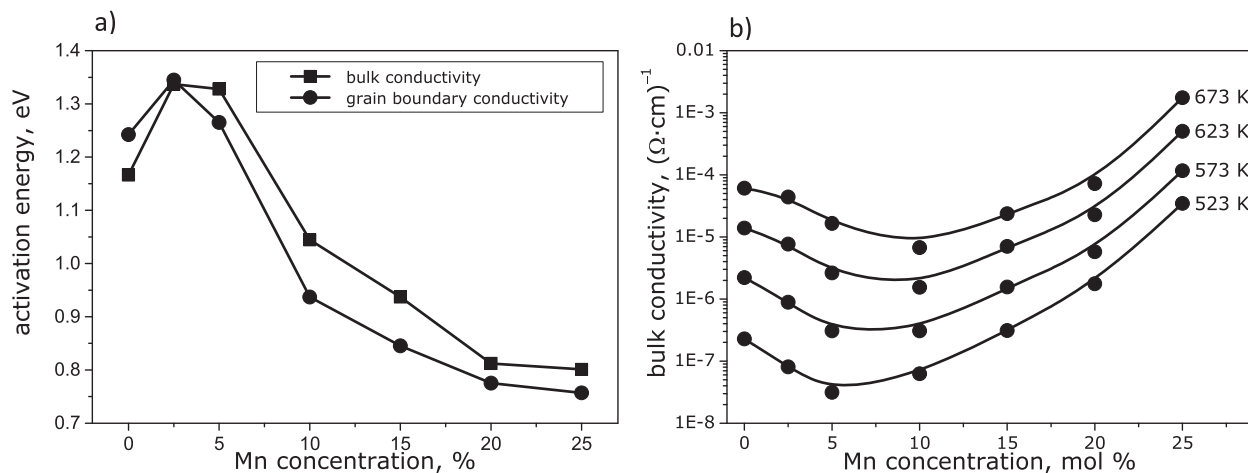 a)
1.4
1.3
1.2
1.1
1.0
0.9
0.8
0.7
activation energy, eV
bulk conductivity
grain boundary conductivity
0 5 10 15 20 25
Mn concentration, %
b)
0.01
1E-3
1E-4
1E-5
1E-6
1E-7
1E-8
bulk conductivity, (Ω·cm)⁻¹
673 K
623 K
573 K
523 K
0 5 10 15 20 25
Mn concentration, mol %